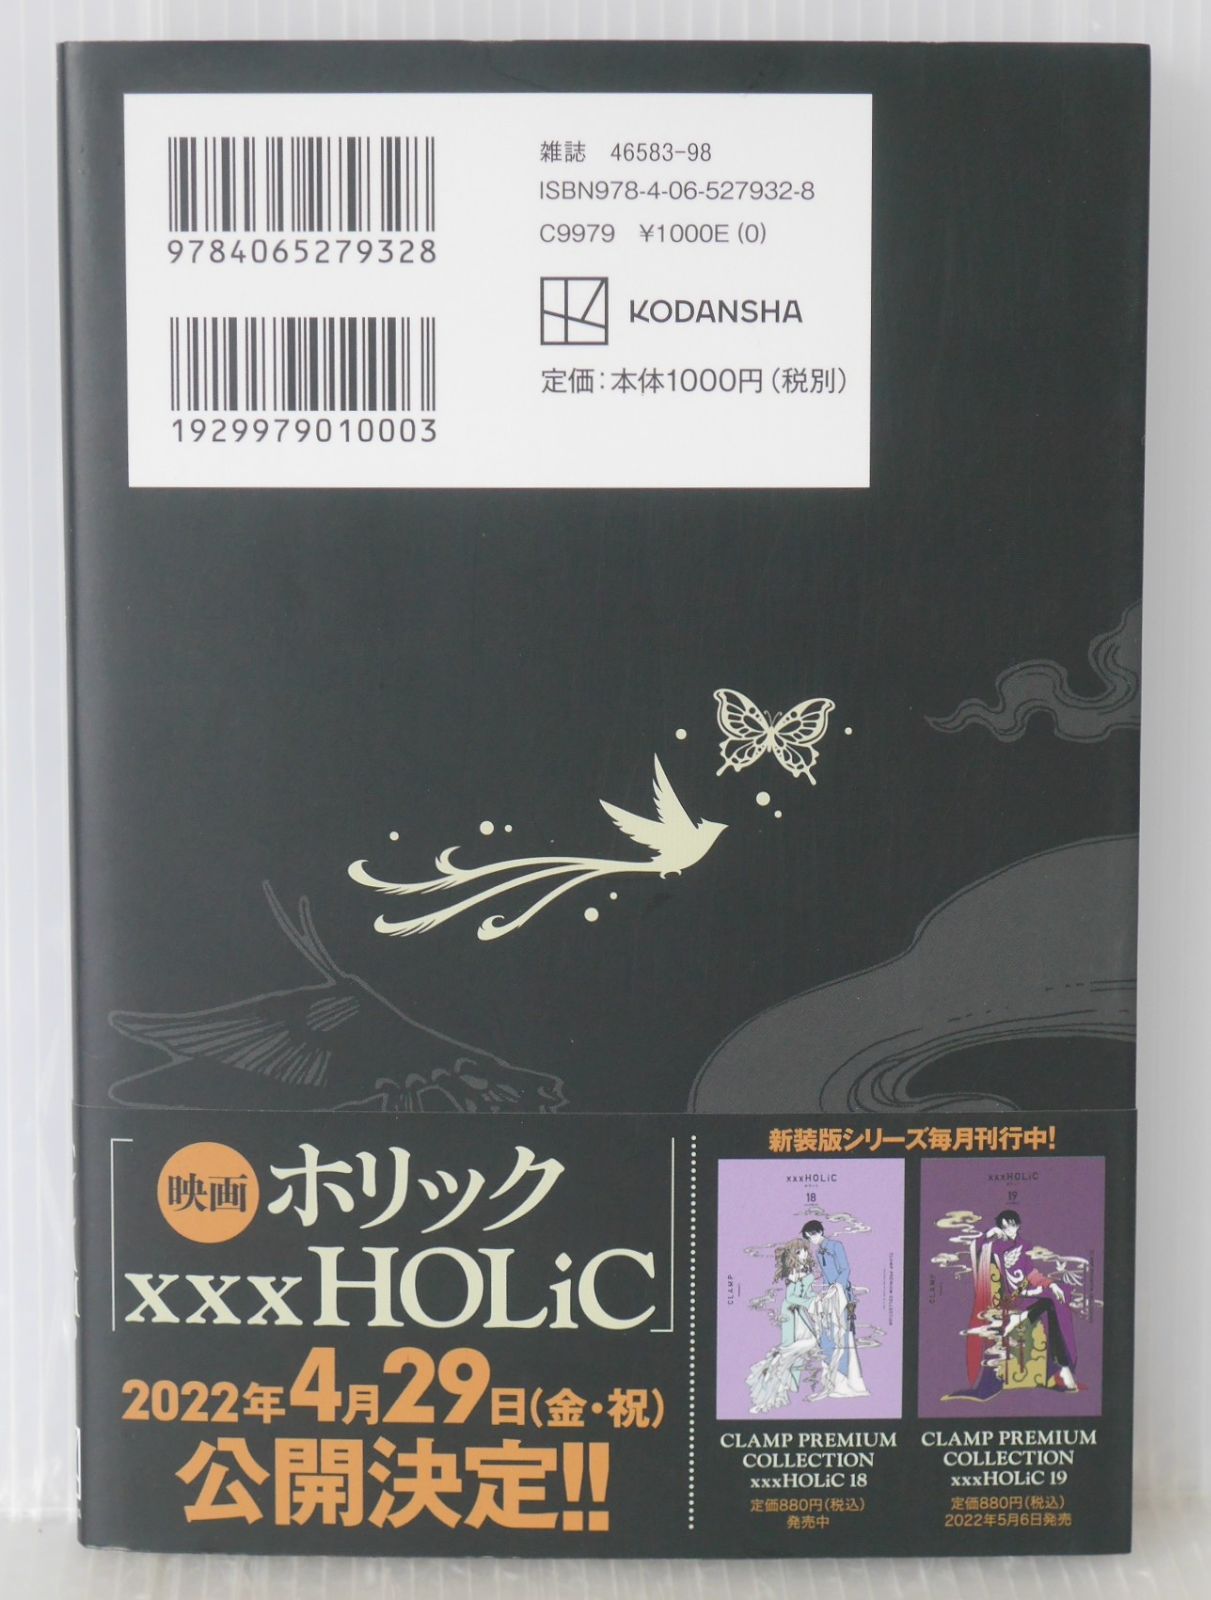 9784065279328
1929979010003
雑誌 46583-98
ISBN978-4-06-527932-8
C9979 ¥1000E (0)
KODANSHA
定価：本体1000円（税別）
映画 ホリック
xxxHOLiC
2022年4月29日(金・祝)
公開決定!!
新装版シリーズ毎月刊行中!
xxxHOLiC
18
CLAMP
CLAMP PREMIUM COLLECTION
CLAMP PREMIUM
COLLECTION
xxxHOLiC 18
定価880円（税込）
発売中
xxxHOLiC
19
CLAMP
CLAMP PREMIUM
COLLECTION
xxxHOLiC 19
定価880円（税込）
2022年5月6日発売